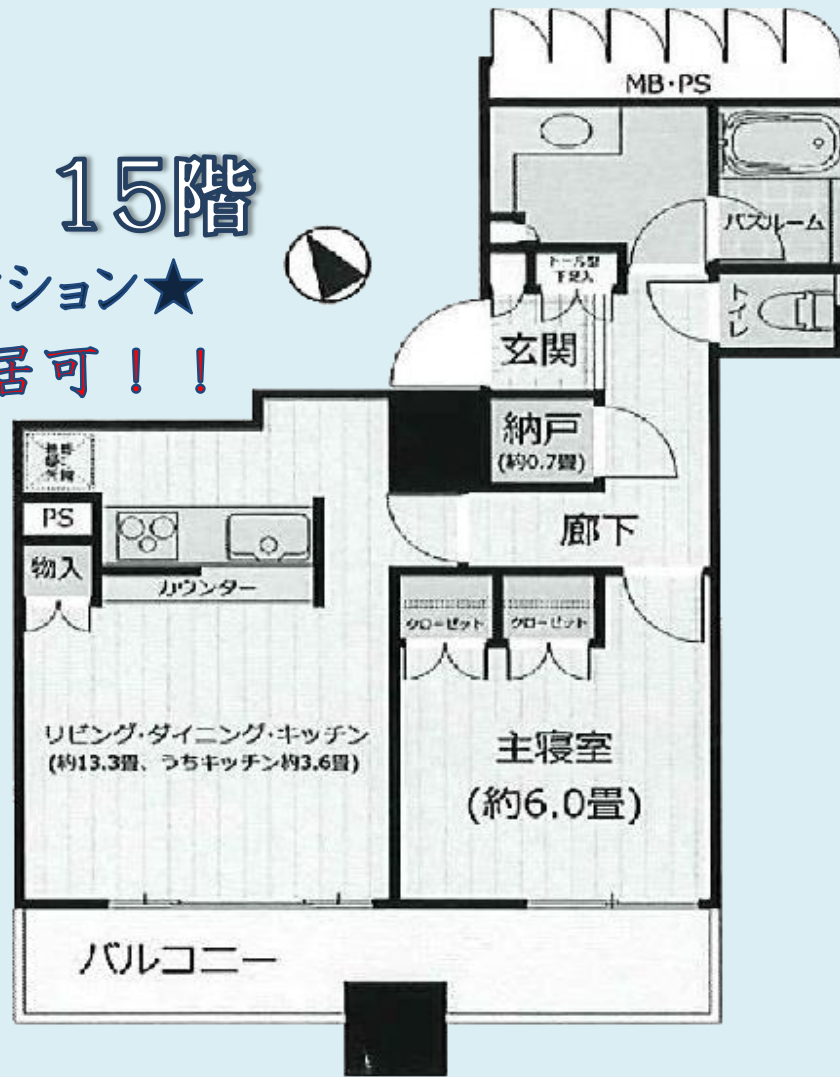 15階
ション★
居可！！
MB・PS
バスルーム
トール型
下足入
トイレ
玄関
納戸
(約0.7畳)
廊下
PS
物入
カウンター
クローゼット
クローゼット
リビング・ダイニング・キッチン
(約13.3畳、うちキッチン約3.6畳)
主寝室
(約6.0畳)
バルコニー